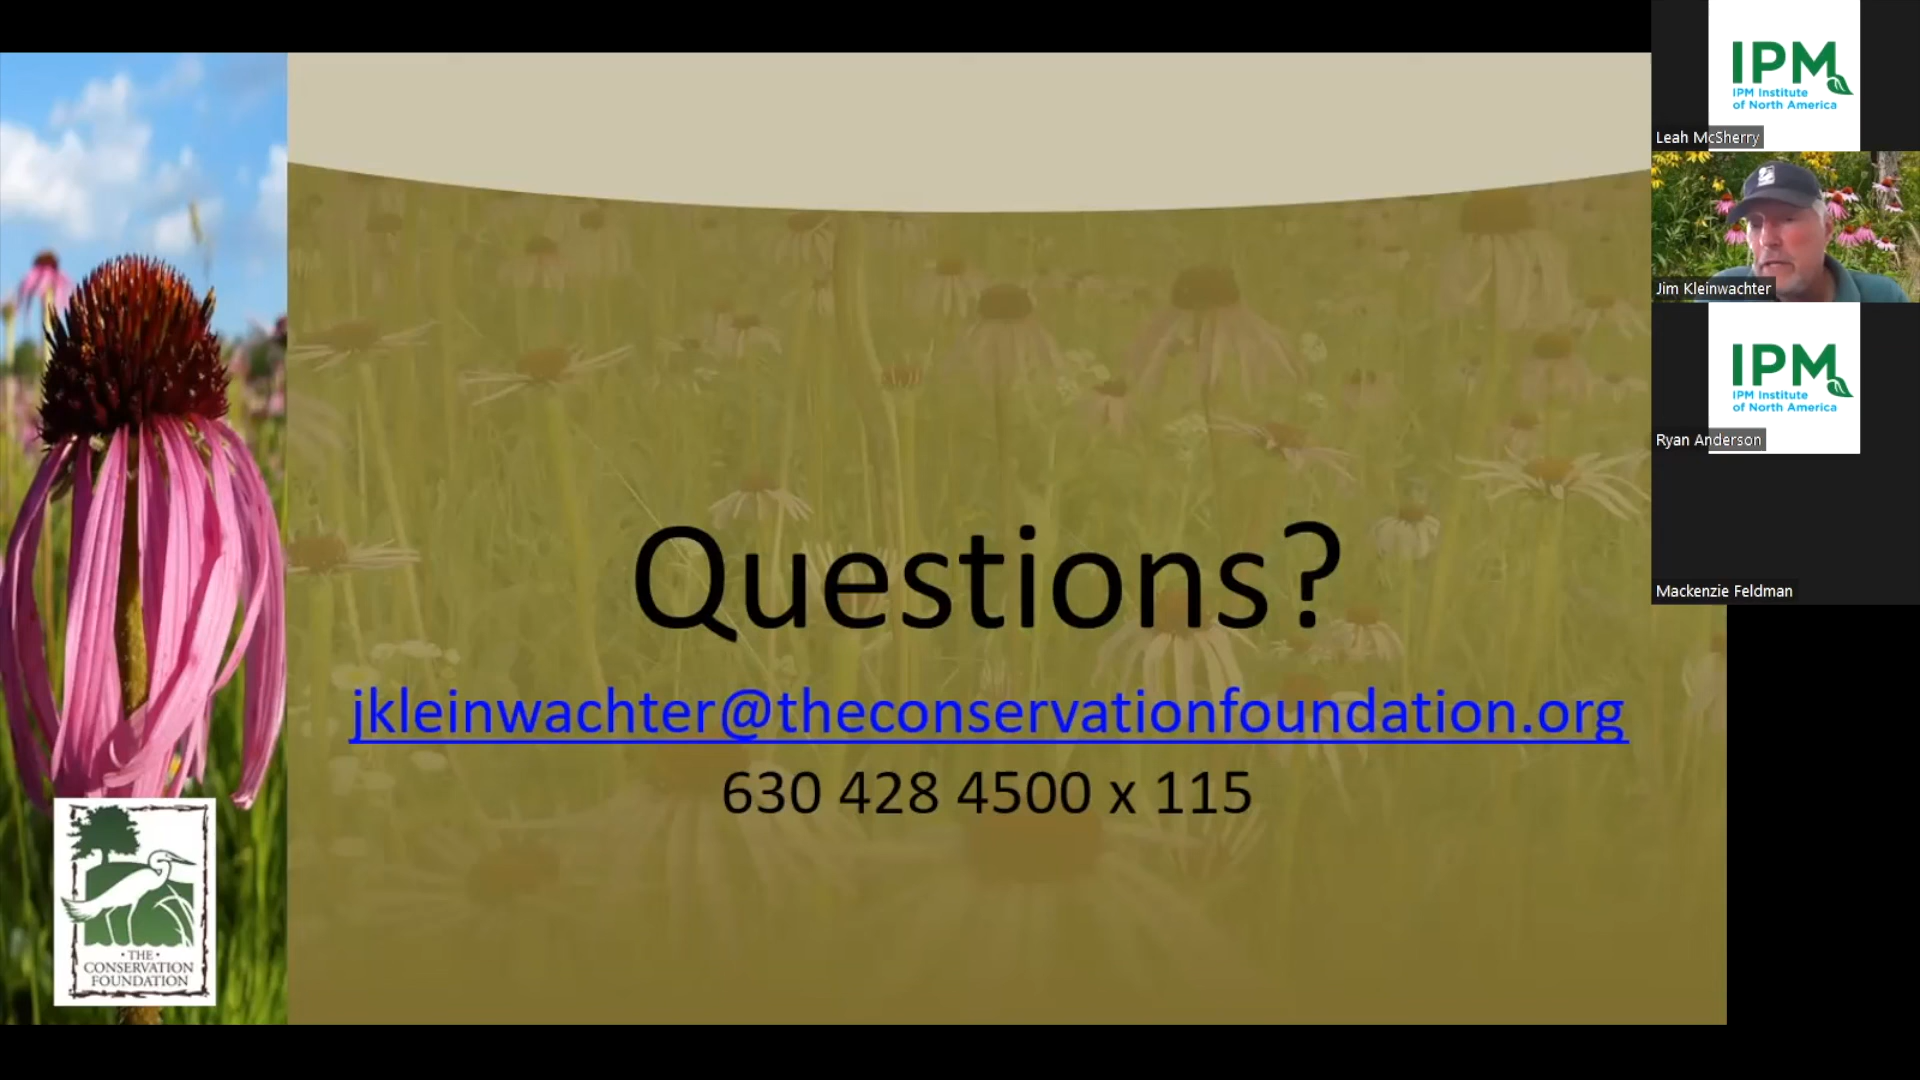 Questions?
jkleinwachter@theconservationfoundation.org
630 428 4500 x 115
• THE •
CONSERVATION
FOUNDATION
IPM
IPM Institute
of North America
Leah McSherry
Jim Kleinwachter
IPM
IPM Institute
of North America
Ryan Anderson
Mackenzie Feldman